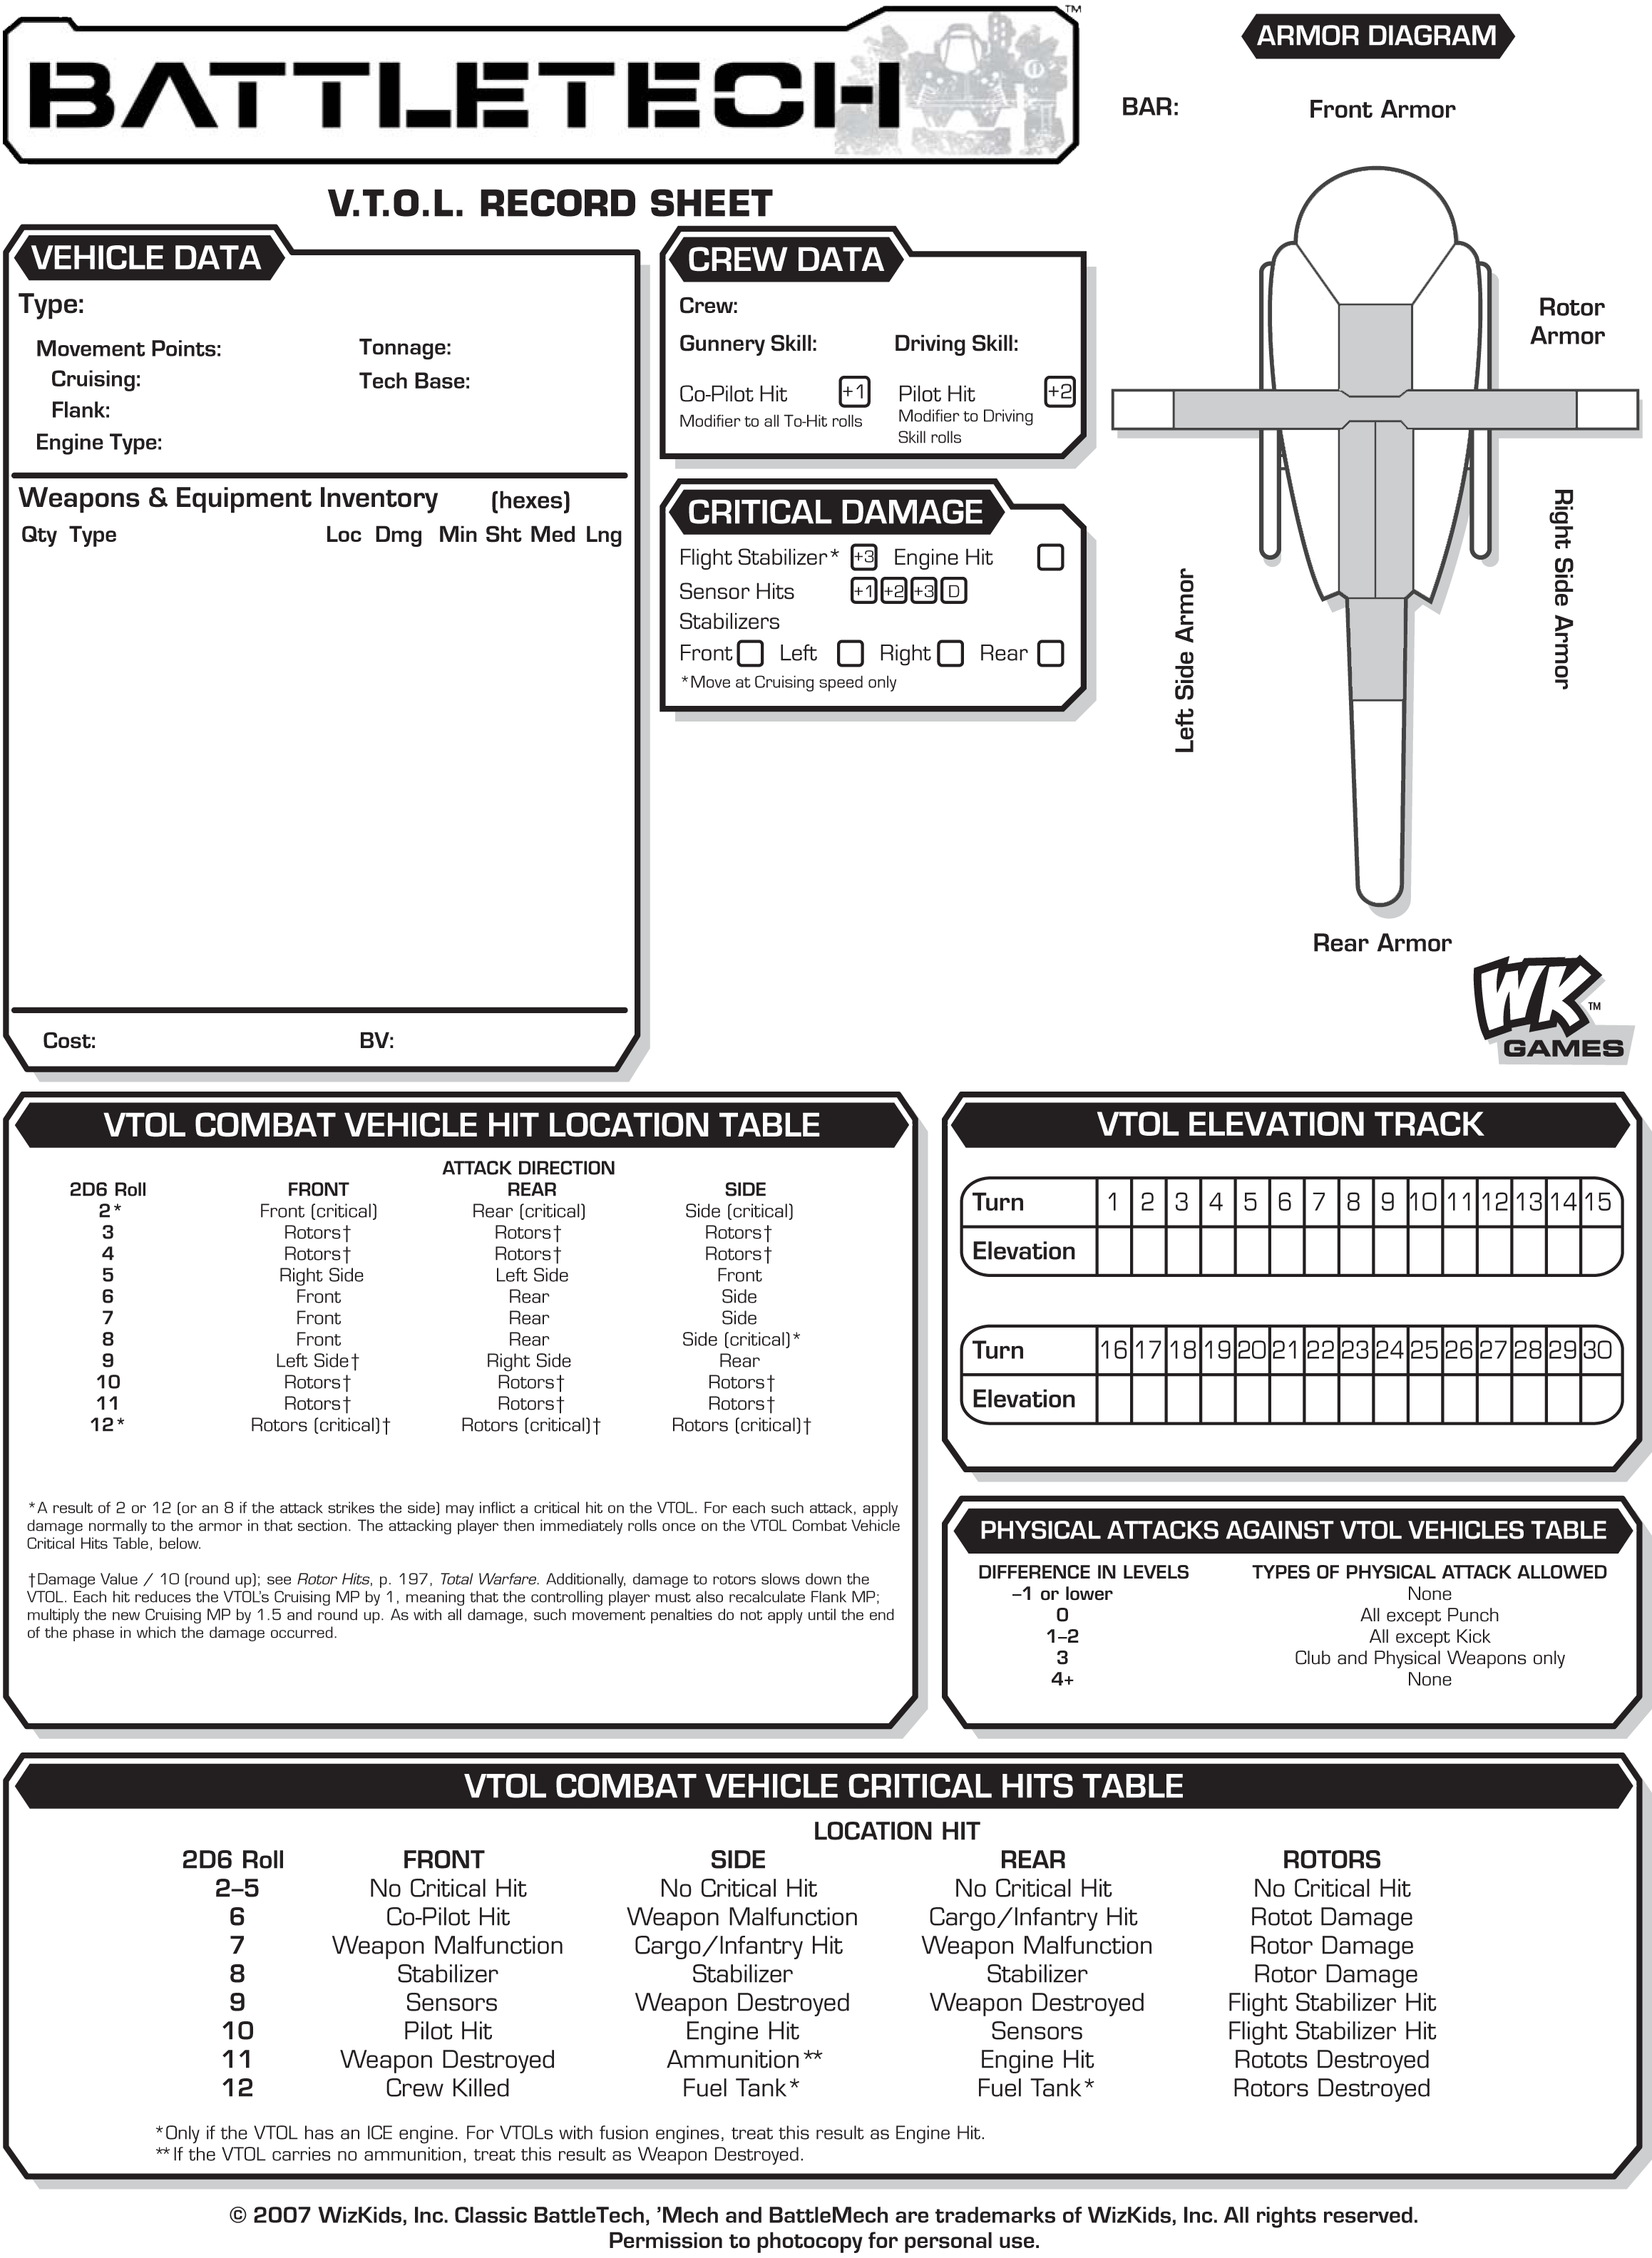 BATTLETECH™
V.T.O.L. RECORD SHEET
VEHICLE DATA
Type:
Movement Points: Tonnage:
Cruising: Tech Base:
Flank:
Engine Type:
Weapons & Equipment Inventory (hexes)
Qty Type Loc Dmg Min Sht Med Lng
Cost: BV:
CREW DATA
Crew:
Gunnery Skill: Driving Skill:
Co-Pilot Hit +1 Pilot Hit +2
Modifier to all To-Hit rolls Modifier to Driving
Skill rolls
CRITICAL DAMAGE
Flight Stabilizer* +3 Engine Hit
Sensor Hits +1 +2 +3 D
Stabilizers
Front Left Right Rear
*Move at Cruising speed only
ARMOR DIAGRAM
BAR: Front Armor
Rotor
Armor
Right Side Armor
Left Side Armor
Rear Armor
WK™
GAMES
VTOL COMBAT VEHICLE HIT LOCATION TABLE
ATTACK DIRECTION
2D6 Roll FRONT REAR SIDE
2* Front (critical) Rear (critical) Side (critical)
3 Rotors† Rotors† Rotors†
4 Rotors† Rotors† Rotors†
5 Right Side Left Side Front
6 Front Rear Side
7 Front Rear Side
8 Front Rear Side (critical)*
9 Left Side† Right Side Rear
10 Rotors† Rotors† Rotors†
11 Rotors† Rotors† Rotors†
12* Rotors (critical)† Rotors (critical)† Rotors (critical)†
*A result of 2 or 12 (or an 8 if the attack strikes the side) may inflict a critical hit on the VTOL. For each such attack, apply
damage normally to the armor in that section. The attacking player then immediately rolls once on the VTOL Combat Vehicle
Critical Hits Table, below.
†Damage Value / 10 (round up); see Rotor Hits, p. 197, Total Warfare. Additionally, damage to rotors slows down the
VTOL. Each hit reduces the VTOL's Cruising MP by 1, meaning that the controlling player must also recalculate Flank MP;
multiply the new Cruising MP by 1.5 and round up. As with all damage, such movement penalties do not apply until the end
of the phase in which the damage occurred.
VTOL ELEVATION TRACK
Turn 1 2 3 4 5 6 7 8 9 10 11 12 13 14 15
Elevation
Turn 16 17 18 19 20 21 22 23 24 25 26 27 28 29 30
Elevation
PHYSICAL ATTACKS AGAINST VTOL VEHICLES TABLE
DIFFERENCE IN LEVELS TYPES OF PHYSICAL ATTACK ALLOWED
–1 or lower None
0 All except Punch
1–2 All except Kick
3 Club and Physical Weapons only
4+ None
VTOL COMBAT VEHICLE CRITICAL HITS TABLE
LOCATION HIT
2D6 Roll FRONT SIDE REAR ROTORS
2–5 No Critical Hit No Critical Hit No Critical Hit No Critical Hit
6 Co-Pilot Hit Weapon Malfunction Cargo/Infantry Hit Rotot Damage
7 Weapon Malfunction Cargo/Infantry Hit Weapon Malfunction Rotor Damage
8 Stabilizer Stabilizer Stabilizer Rotor Damage
9 Sensors Weapon Destroyed Weapon Destroyed Flight Stabilizer Hit
10 Pilot Hit Engine Hit Sensors Flight Stabilizer Hit
11 Weapon Destroyed Ammunition** Engine Hit Rotots Destroyed
12 Crew Killed Fuel Tank* Fuel Tank* Rotors Destroyed
*Only if the VTOL has an ICE engine. For VTOLs with fusion engines, treat this result as Engine Hit.
**If the VTOL carries no ammunition, treat this result as Weapon Destroyed.
© 2007 WizKids, Inc. Classic BattleTech, 'Mech and BattleMech are trademarks of WizKids, Inc. All rights reserved.
Permission to photocopy for personal use.